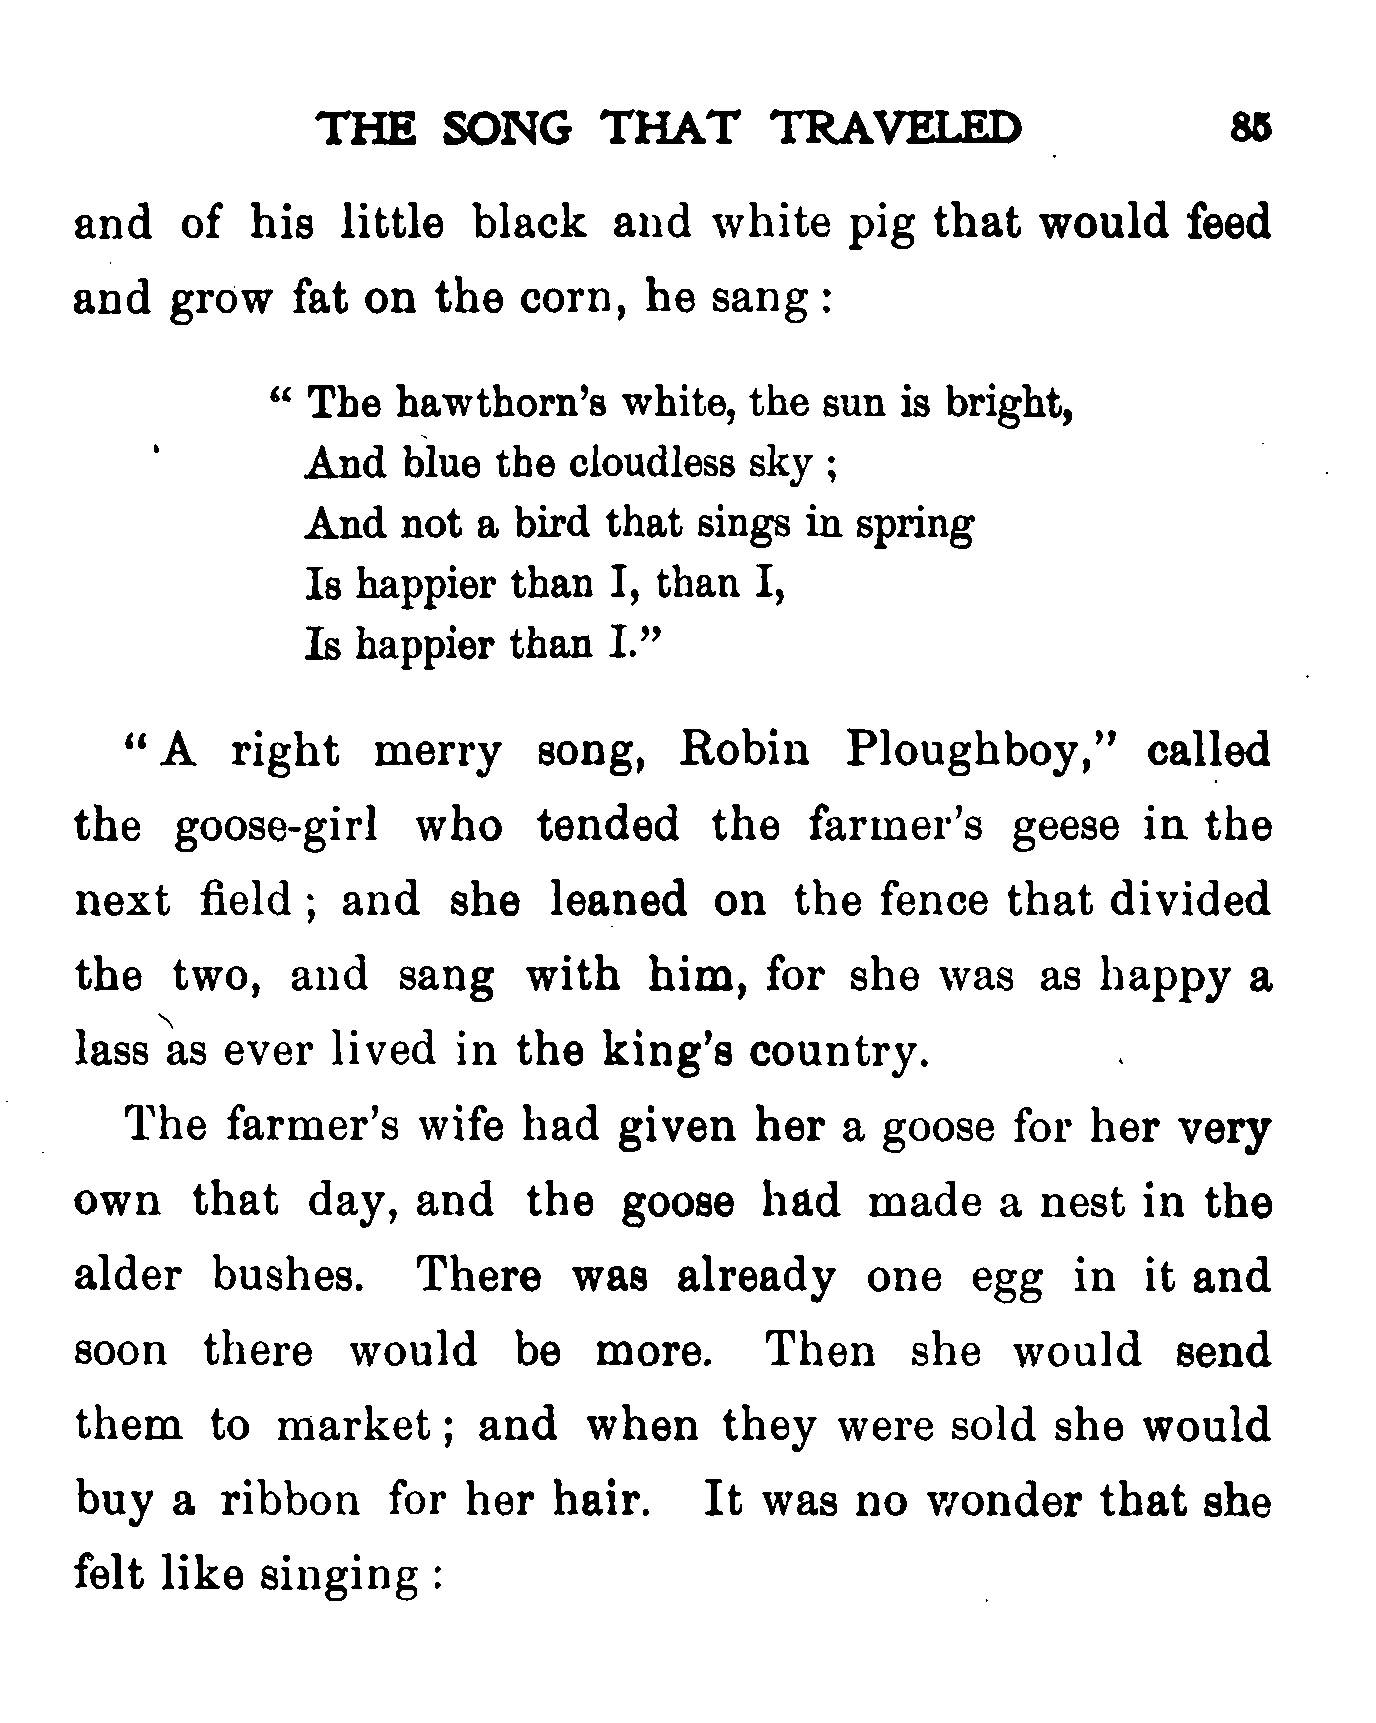 THE SONG THAT TRAVELED 85
and of his little black and white pig that would feed
and grow fat on the corn, he sang :
“ The hawthorn’s white, the sun is bright,
And blue the cloudless sky ;
And not a bird that sings in spring
Is happier than I, than I,
Is happier than I.”
“ A right merry song, Robin Ploughboy,” called
the goose-girl who tended the farmer’s geese in the
next field ; and she leaned on the fence that divided
the two, and sang with him, for she was as happy a
lass as ever lived in the king’s country.
The farmer’s wife had given her a goose for her very
own that day, and the goose had made a nest in the
alder bushes. There was already one egg in it and
soon there would be more. Then she would send
them to market ; and when they were sold she would
buy a ribbon for her hair. It was no wonder that she
felt like singing :